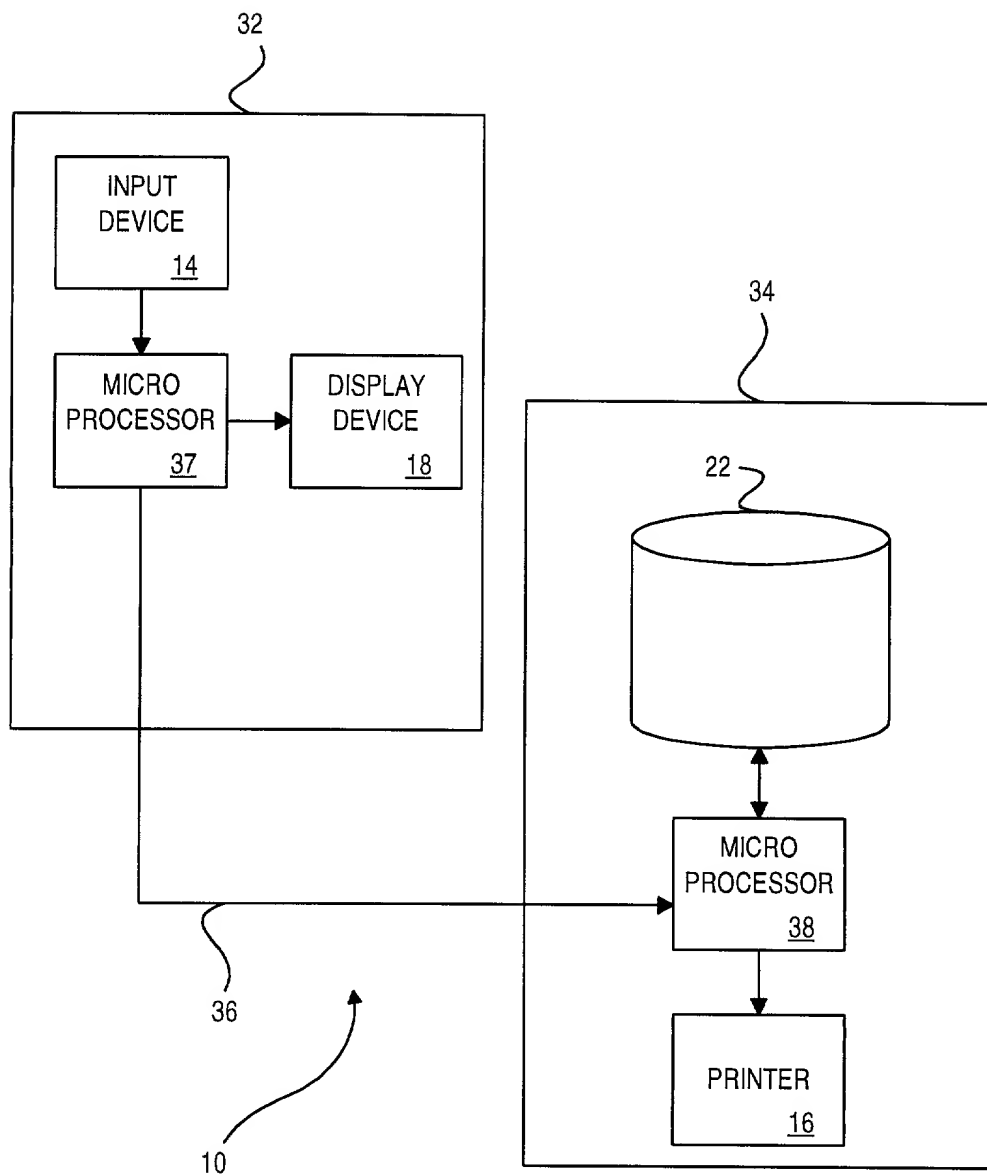 32
INPUT
DEVICE
14
MICRO
PROCESSOR
37
DISPLAY
DEVICE
18
34
22
MICRO
PROCESSOR
38
36
PRINTER
16
10